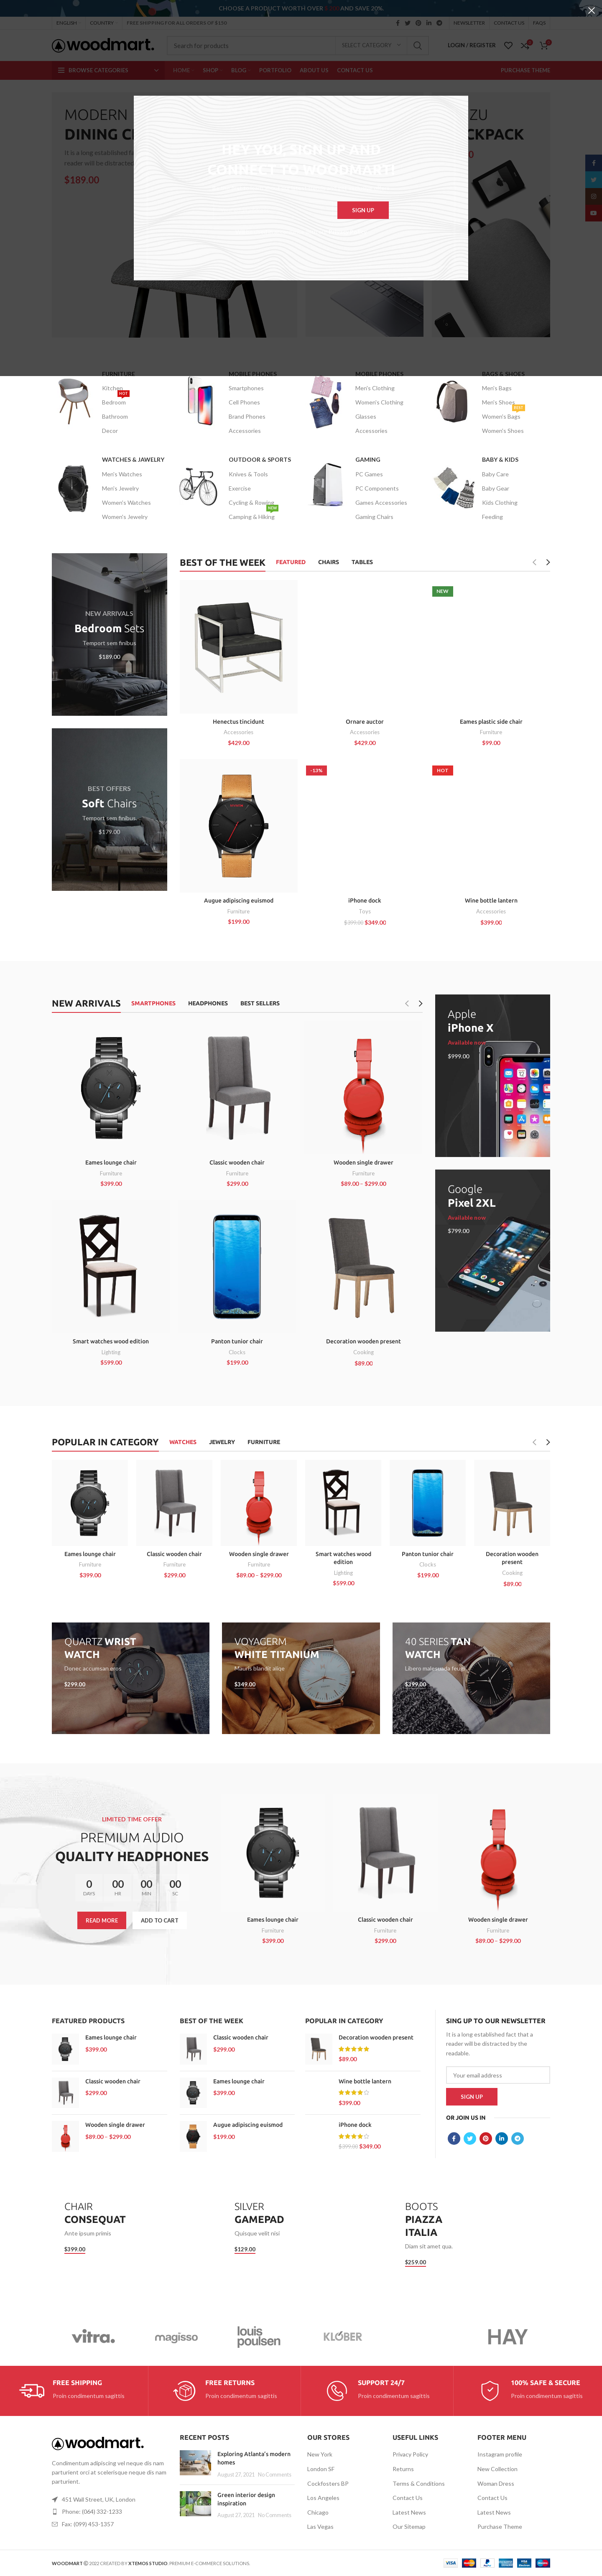 CHOOSE A PRODUCT WORTH OVER AND SAVE 20%.
ENGLISH COUNTRY FREE SHIPPING FOR ALL ORDERS OF $150
NEWSLETTER CONTACT US FAQS
woodmart.
Search for products
SELECT CATEGORY
LOGIN / REGISTER
BROWSE CATEGORIES
HOME SHOP BLOG PORTFOLIO ABOUT US CONTACT US
PURCHASE THEME
MODERN
DINING
It is a long established
reader will be distracted
$189.00
HEY YOU, SIGN UP AND
CONNECT TO WOODMART!
SIGN UP
FURNITURE
Kitchen
HOT
Bedroom
Bathroom
Decor
MOBILE PHONES
Smartphones
Cell Phones
Brand Phones
Accessories
MOBILE PHONES
Men's Clothing
Women's Clothing
Glasses
Accessories
BAGS & SHOES
Men's Bags
Men's Shoes
BEST
Women's Bags
Women's Shoes
WATCHES & JEWELRY
Men's Watches
Men's Jewelry
Women's Watches
Women's Jewelry
OUTDOOR & SPORTS
Knives & Tools
Exercise
Cycling & Rowing
NEW
Camping & Hiking
GAMING
PC Games
PC Components
Games Accessories
Gaming Chairs
BABY & KIDS
Baby Care
Baby Gear
Kids Clothing
Feeding
NEW ARRIVALS
Bedroom Sets
Temport sem finibus
$189.00
BEST OFFERS
Soft Chairs
Temport sem finibus.
$179.00
BEST OF THE WEEK
FEATURED CHAIRS TABLES
Henectus tincidunt
Accessories
$429.00
Ornare auctor
Accessories
$429.00
NEW
Eames plastic side chair
Furniture
$99.00
Augue adipiscing euismod
Furniture
$199.00
-13%
iPhone dock
Toys
$399.00 $349.00
HOT
Wine bottle lantern
Accessories
$399.00
NEW ARRIVALS
SMARTPHONES HEADPHONES BEST SELLERS
Eames lounge chair
Furniture
$399.00
Classic wooden chair
Furniture
$299.00
Wooden single drawer
Furniture
$89.00 – $299.00
Smart watches wood edition
Lighting
$599.00
Panton tunior chair
Clocks
$199.00
Decoration wooden present
Cooking
$89.00
Apple
iPhone X
Available now
$999.00
Google
Pixel 2XL
Available now
$799.00
POPULAR IN CATEGORY
WATCHES JEWELRY FURNITURE
Eames lounge chair
Furniture
$399.00
Classic wooden chair
Furniture
$299.00
Wooden single drawer
Furniture
$89.00 – $299.00
Smart watches wood
edition
Lighting
$599.00
Panton tunior chair
Clocks
$199.00
Decoration wooden
present
Cooking
$89.00
QUARTZ WRIST
WATCH
Donec accumsan eros
$299.00
VOYAGERM
WHITE TITANIUM
Mauris blandit aliqe
$349.00
40 SERIES TAN
WATCH
Libero malesuada feugi
$399.00
LIMITED TIME OFFER
PREMIUM AUDIO
QUALITY HEADPHONES
0 00 00 00
DAYS HR MIN SC
READ MORE
ADD TO CART
Eames lounge chair
Furniture
$399.00
Classic wooden chair
Furniture
$299.00
Wooden single drawer
Furniture
$89.00 – $299.00
FEATURED PRODUCTS
Eames lounge chair
$399.00
Classic wooden chair
$299.00
Wooden single drawer
$89.00 – $299.00
BEST OF THE WEEK
Classic wooden chair
$299.00
Eames lounge chair
$399.00
Augue adipiscing euismod
$199.00
POPULAR IN CATEGORY
Decoration wooden present
$89.00
Wine bottle lantern
$399.00
iPhone dock
$399.00 $349.00
SING UP TO OUR NEWSLETTER
It is a long established fact that a
reader will be distracted by the
readable.
Your email address
SIGN UP
OR JOIN US IN
CHAIR
CONSEQUAT
Ante ipsum primis
$399.00
SILVER
GAMEPAD
Quisque velit nisi
$129.00
BOOTS
PIAZZA
ITALIA
Diam sit amet qua.
$259.00
vitra.
magisso
louis
poulsen
KLÖBER
HAY
FREE SHIPPING
Proin condimentum sagittis
FREE RETURNS
Proin condimentum sagittis
SUPPORT 24/7
Proin condimentum sagittis
100% SAFE & SECURE
Proin condimentum sagittis
woodmart.
Condimentum adipiscing vel neque dis nam
parturient orci at scelerisque neque dis nam
parturient.
451 Wall Street, UK, London
Phone: (064) 332-1233
Fax: (099) 453-1357
RECENT POSTS
Exploring Atlanta's modern
homes
August 27, 2021 No Comments
Green interior design
inspiration
August 27, 2021 No Comments
OUR STORES
New York
London SF
Cockfosters BP
Los Angeles
Chicago
Las Vegas
USEFUL LINKS
Privacy Policy
Returns
Terms & Conditions
Contact Us
Latest News
Our Sitemap
FOOTER MENU
Instagram profile
New Collection
Woman Dress
Contact Us
Latest News
Purchase Theme
WOODMART © 2022 CREATED BY XTEMOS STUDIO. PREMIUM E-COMMERCE SOLUTIONS.